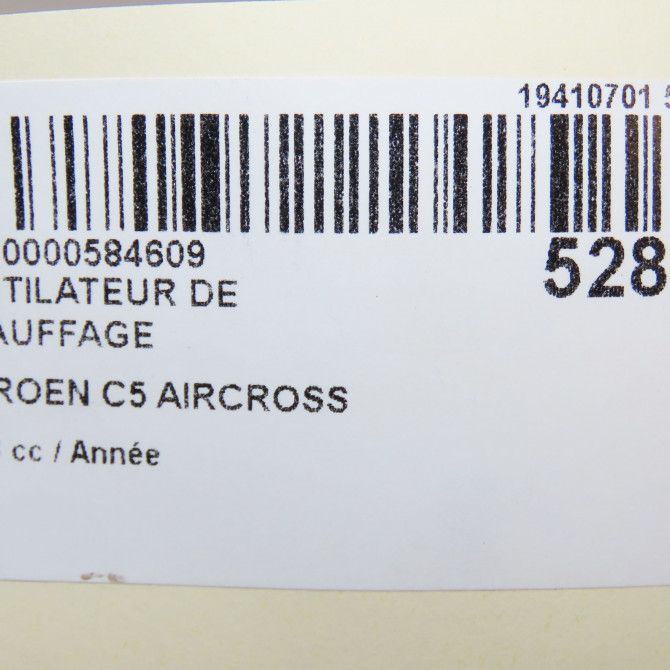 19410701 5
0000584609
528
TILATEUR DE
AUFFAGE
ROEN C5 AIRCROSS
cc / Année